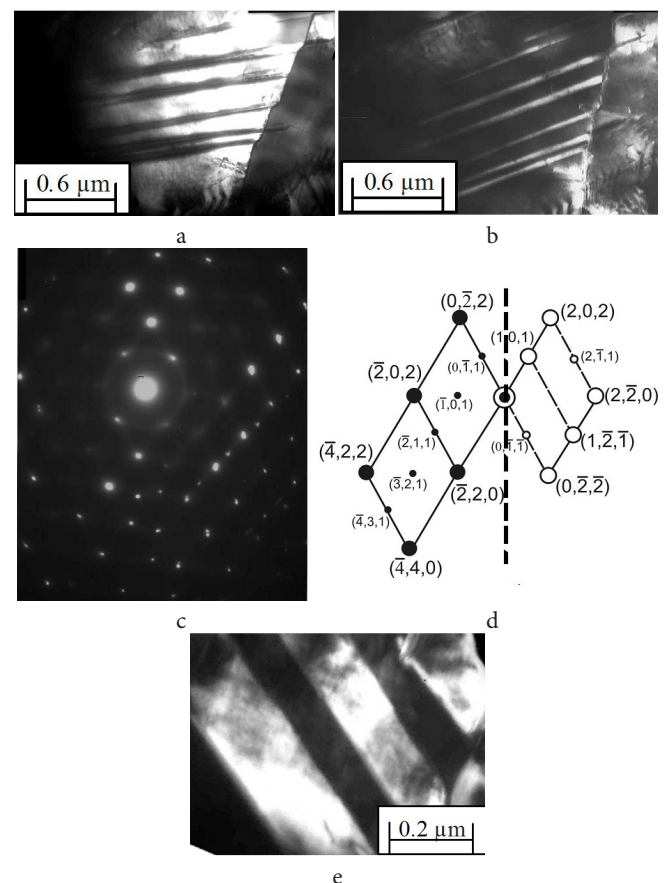 0.6 µm
0.6 µm
a
b
(0,2̅,2)
(2,0,2)
(1,0,1)
(0,1̅,1)
(2,1̅,1)
(2̅,0,2)
(2,2̅,0)
(1̅,0,1)
(2̅,1,1)
(0,1̅,1̅)
(1,2̅,1̅)
(4̅,2,2)
(3̅,2,1)
(2̅,2,0)
(0,2̅,2̅)
(4̅,3,1)
(4̅,4,0)
c
d
0.2 µm
e